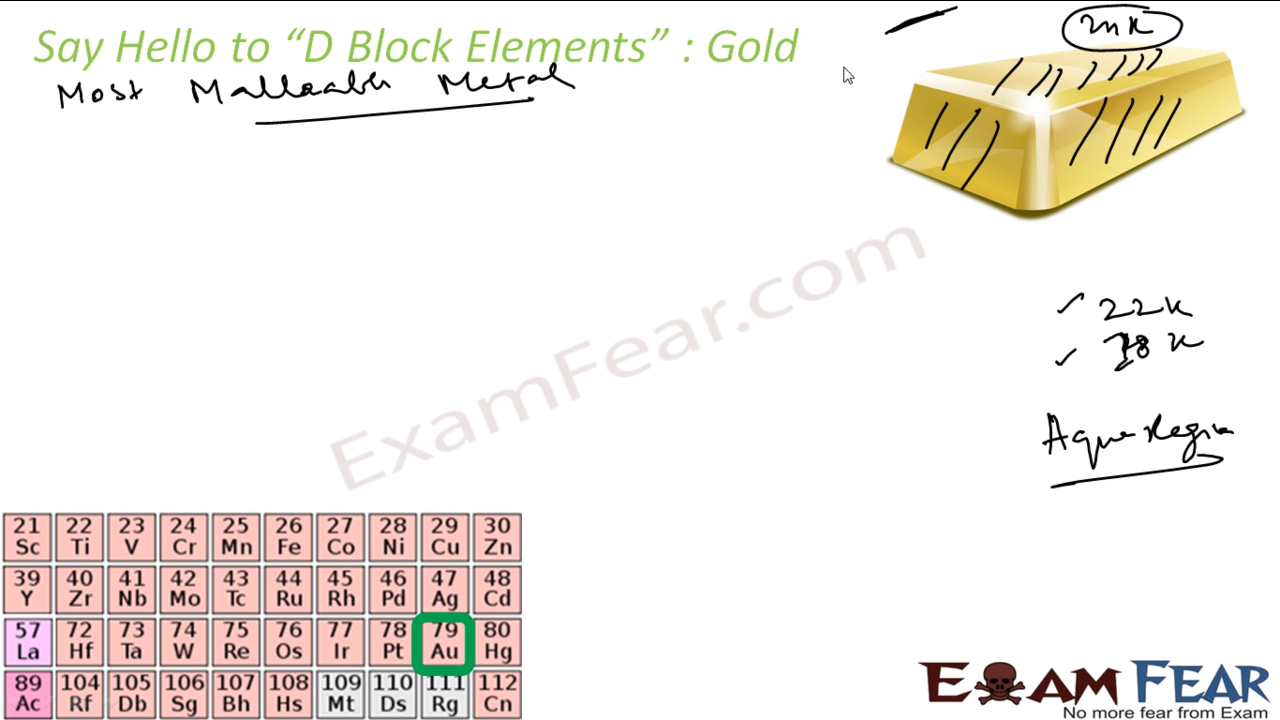 Say Hello to “D Block Elements” : Gold
Most Malleable Metal
22k
18 k
Aqua Regia
ExamFear.com
21 22 23 24 25 26 27 28 29 30
Sc Ti V Cr Mn Fe Co Ni Cu Zn
39 40 41 42 43 44 45 46 47 48
Y Zr Nb Mo Tc Ru Rh Pd Ag Cd
57 72 73 74 75 76 77 78 79 80
La Hf Ta W Re Os Ir Pt Au Hg
89 104 105 106 107 108 109 110 111 112
Ac Rf Db Sg Bh Hs Mt Ds Rg Cn
EXAM FEAR
No more fear from Exam